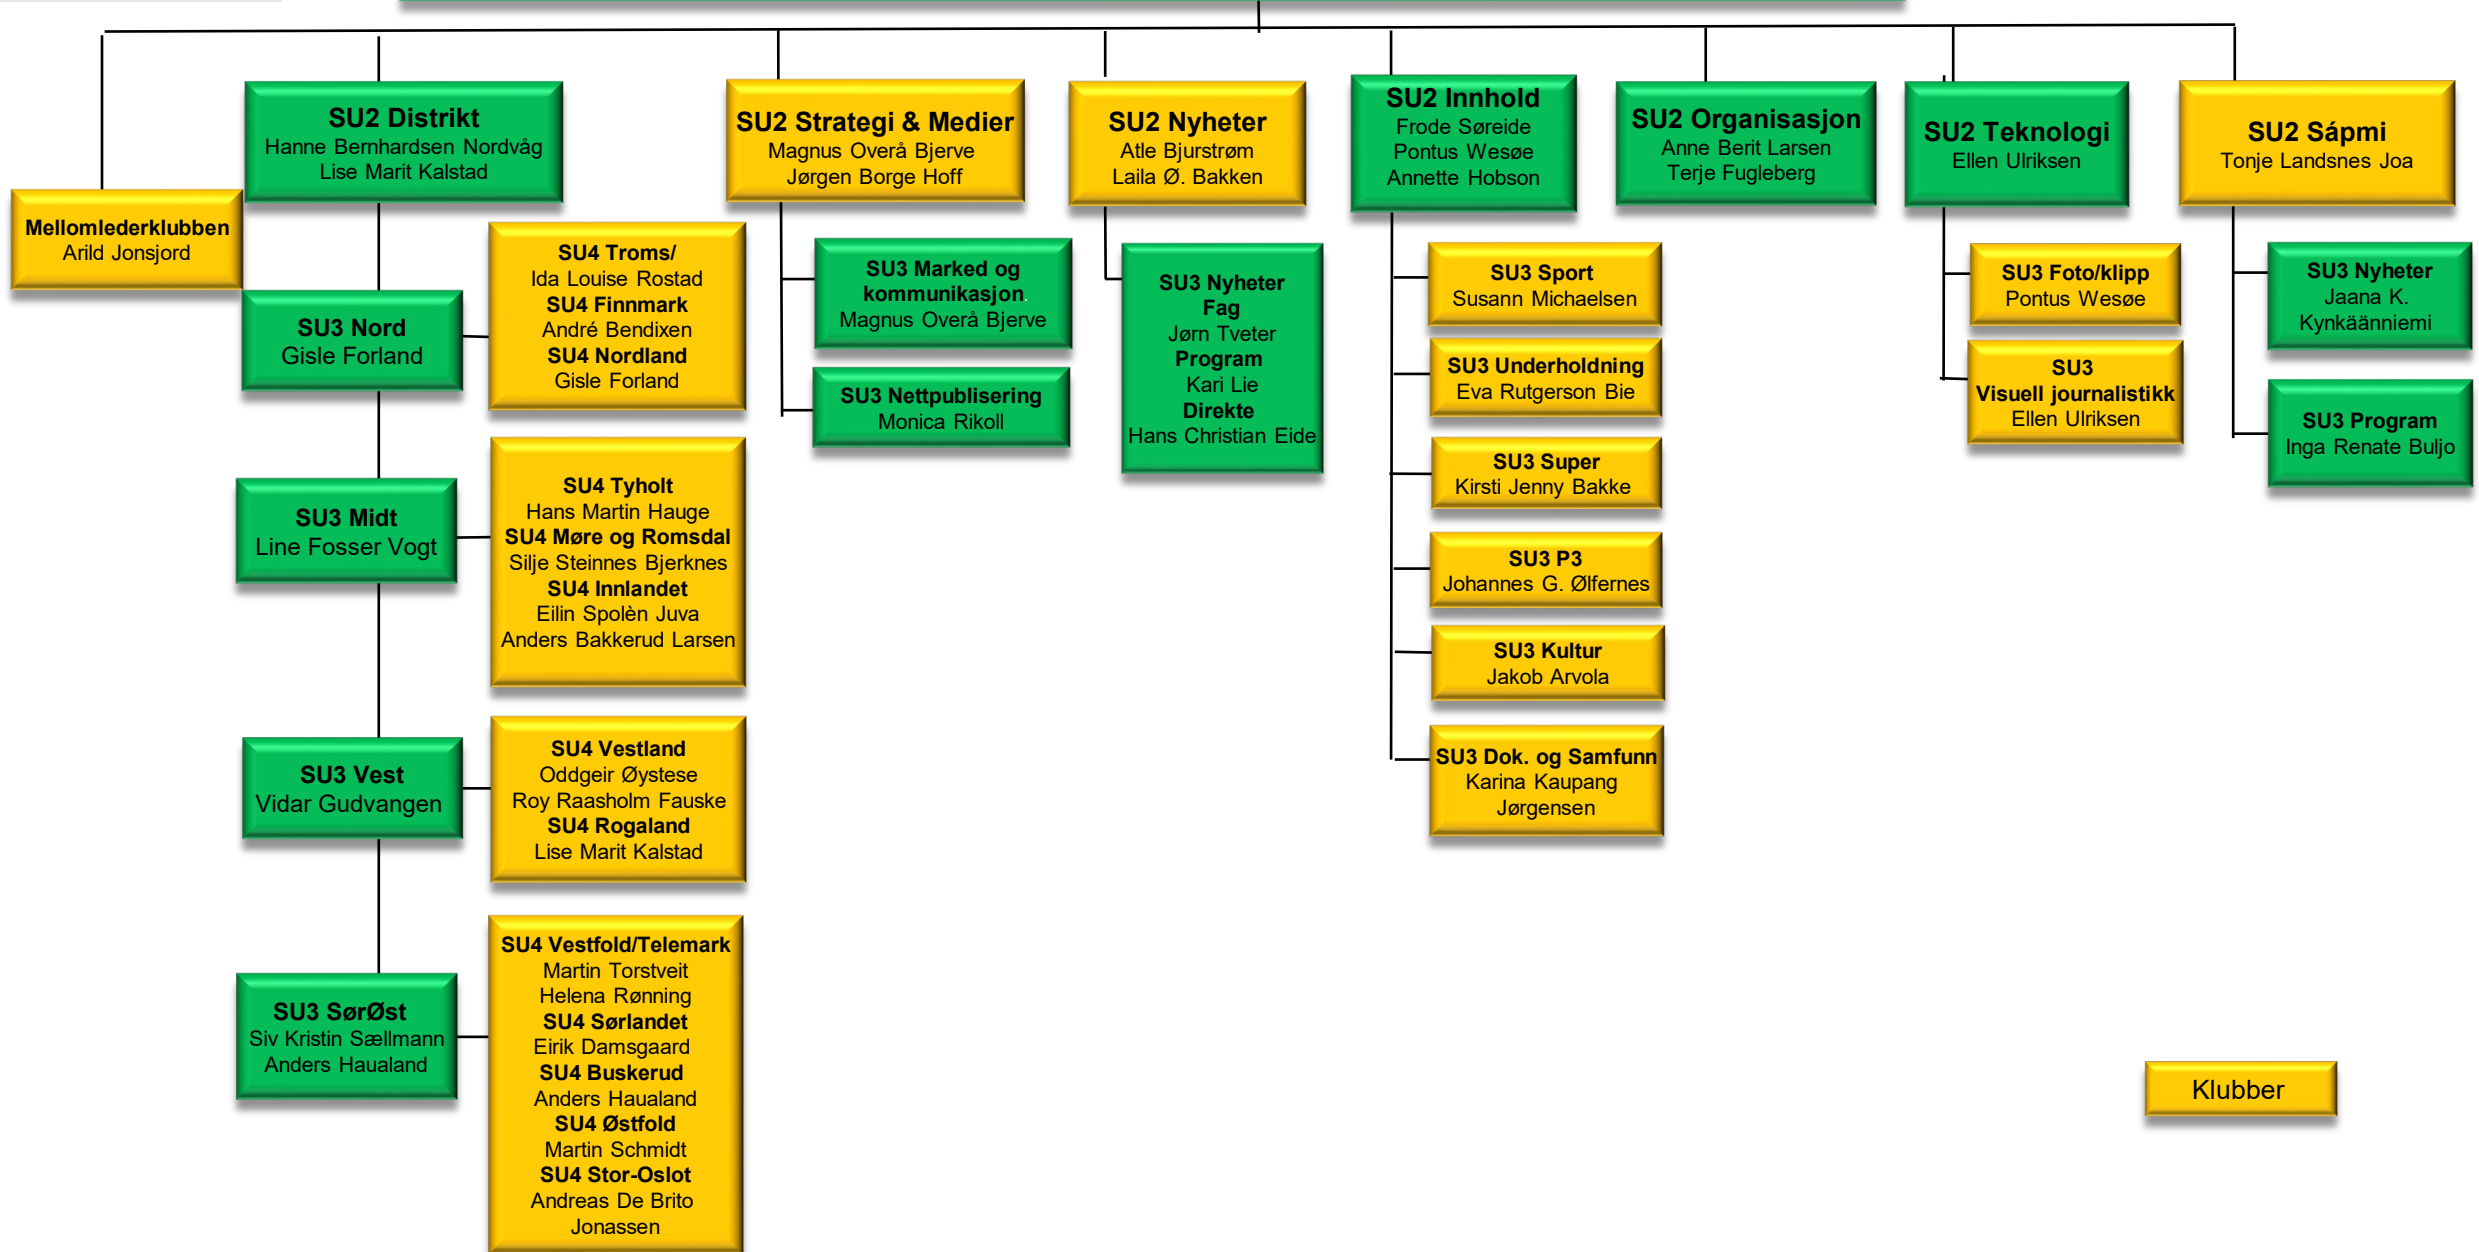 SU2 Distrikt
Hanne Bernhardsen Nordvåg
Lise Marit Kalstad
SU2 Strategi & Medier
Magnus Overå Bjerve
Jørgen Borge Hoff
SU2 Nyheter
Atle Bjurstrøm
Laila Ø. Bakken
SU2 Innhold
Frode Søreide
Pontus Wesøe
Annette Hobson
SU2 Organisasjon
Anne Berit Larsen
Terje Fugleberg
SU2 Teknologi
Ellen Ulriksen
SU2 Sápmi
Tonje Landsnes Joa
Mellomlederklubben
Arild Jonsjord
SU3 Nord
Gisle Forland
SU4 Troms/
Ida Louise Rostad
SU4 Finnmark
André Bendixen
SU4 Nordland
Gisle Forland
SU3 Midt
Line Fosser Vogt
SU4 Tyholt
Hans Martin Hauge
SU4 Møre og Romsdal
Silje Steinnes Bjerknes
SU4 Innlandet
Eilin Spolèn Juva
Anders Bakkerud Larsen
SU3 Vest
Vidar Gudvangen
SU4 Vestland
Oddgeir Øystese
Roy Raasholm Fauske
SU4 Rogaland
Lise Marit Kalstad
SU3 SørØst
Siv Kristin Sællmann
Anders Haualand
SU4 Vestfold/Telemark
Martin Torstveit
Helena Rønning
SU4 Sørlandet
Eirik Damsgaard
SU4 Buskerud
Anders Haualand
SU4 Østfold
Martin Schmidt
SU4 Stor-Oslot
Andreas De Brito
Jonassen
SU3 Marked og
kommunikasjon.
Magnus Overå Bjerve
SU3 Nettpublisering
Monica Rikoll
SU3 Nyheter
Fag
Jørn Tveter
Program
Kari Lie
Direkte
Hans Christian Eide
SU3 Sport
Susann Michaelsen
SU3 Underholdning
Eva Rutgerson Bie
SU3 Super
Kirsti Jenny Bakke
SU3 P3
Johannes G. Ølfernes
SU3 Kultur
Jakob Arvola
SU3 Dok. og Samfunn
Karina Kaupang
Jørgensen
SU3 Foto/klipp
Pontus Wesøe
SU3
Visuell journalistikk
Ellen Ulriksen
SU3 Nyheter
Jaana K.
Kynkäänniemi
SU3 Program
Inga Renate Buljo
Klubber